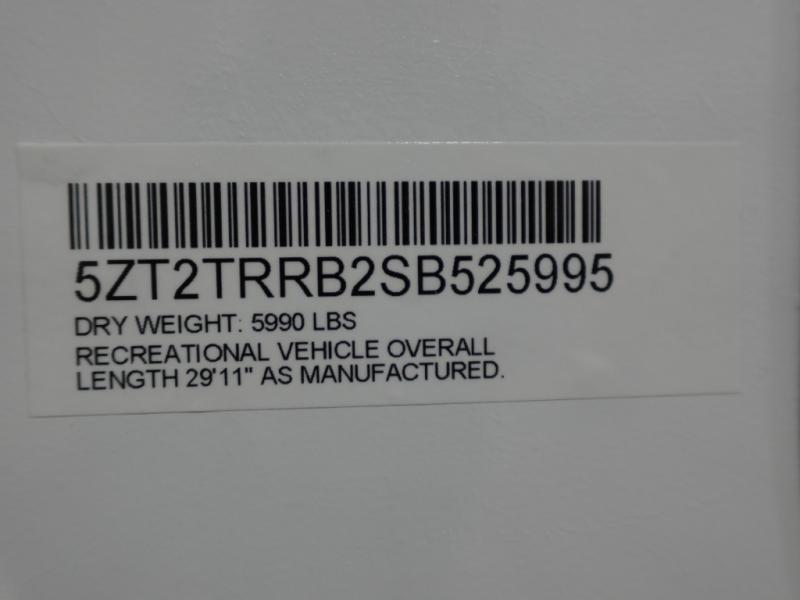 5ZT2TRRB2SB525995
DRY WEIGHT: 5990 LBS
RECREATIONAL VEHICLE OVERALL
LENGTH 29'11" AS MANUFACTURED.